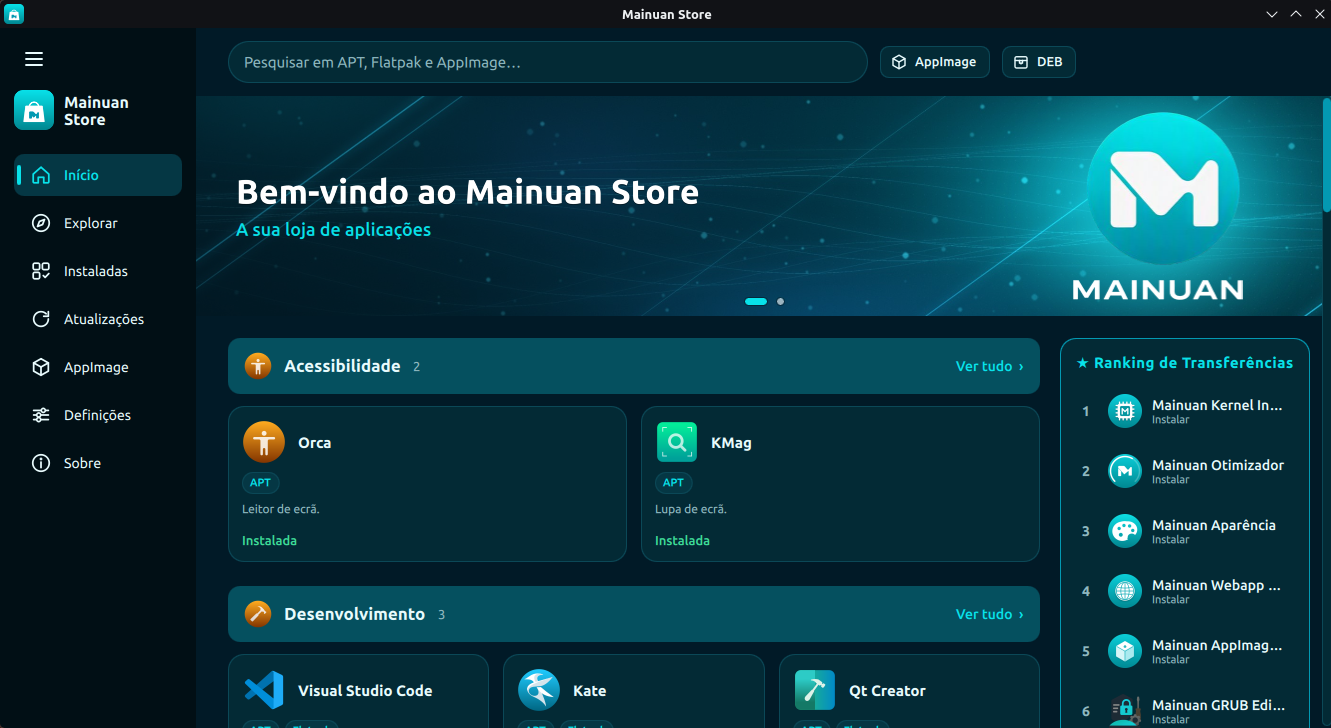 Mainuan Store
Pesquisar em APT, Flatpak e AppImage...
AppImage
DEB
Mainuan
Store
Início
Explorar
Instaladas
Atualizações
AppImage
Definições
Sobre
Bem-vindo ao Mainuan Store
A sua loja de aplicações
MAINUAN
Acessibilidade 2
Ver tudo ›
Orca
APT
Leitor de ecrã.
Instalada
KMag
APT
Lupa de ecrã.
Instalada
Desenvolvimento 3
Ver tudo ›
Visual Studio Code
Kate
Qt Creator
★ Ranking de Transferências
1 Mainuan Kernel In...
Instalar
2 Mainuan Otimizador
Instalar
3 Mainuan Aparência
Instalar
4 Mainuan Webapp ...
Instalar
5 Mainuan AppImag...
Instalar
6 Mainuan GRUB Edi...
Instalar